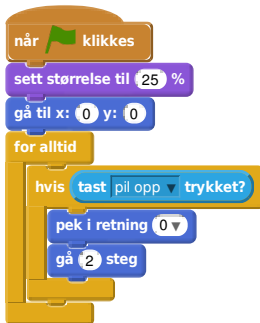 når klikkes
sett størrelse til 25 %
gå til x: 0 y: 0
for alltid
hvis tast pil opp ▼ trykket?
pek i retning 0 ▼
gå 2 steg